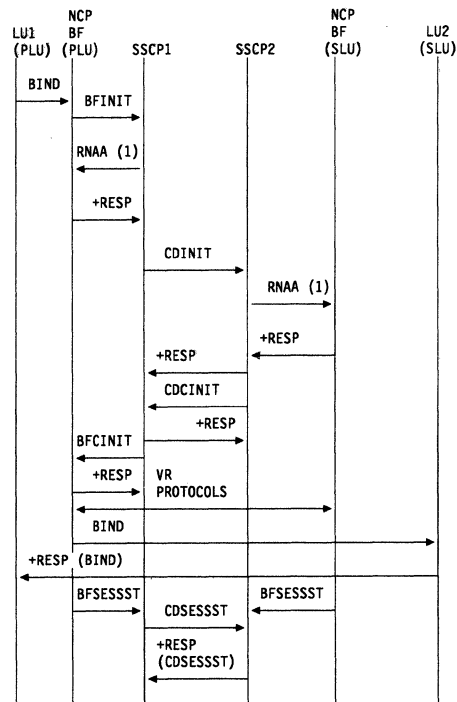 NCP NCP
LU1 BF BF LU2
(PLU) (PLU) SSCP1 SSCP2 (SLU) (SLU)
BIND
BFINIT
RNAA (1)
+RESP
CDINIT
RNAA (1)
+RESP
+RESP
CDCINIT
+RESP
BFCINIT
+RESP VR
PROTOCOLS
BIND
+RESP (BIND)
BFSESSST BFSESSST
CDSESSST
+RESP
(CDSESSST)